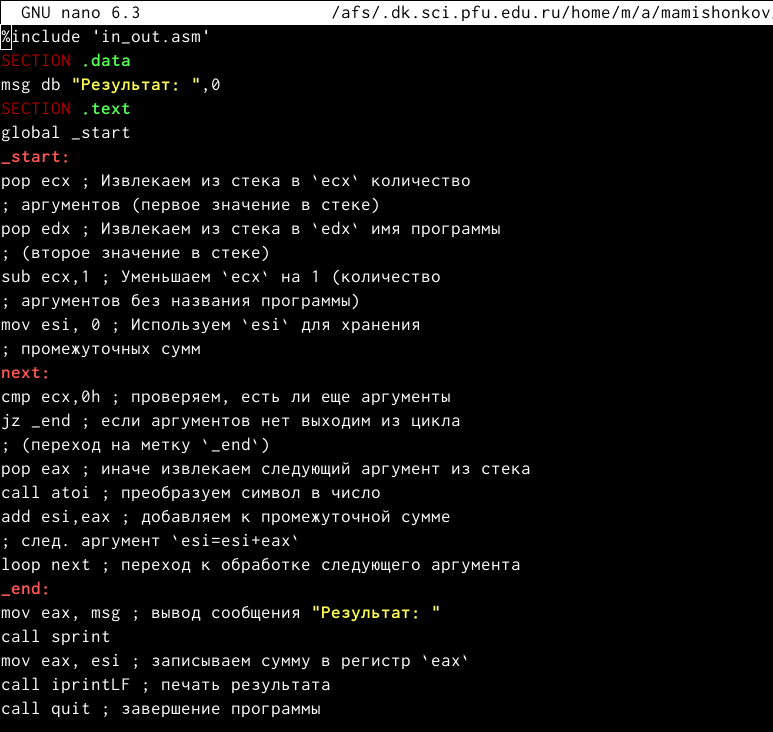 GNU nano 6.3 /afs/.dk.sci.pfu.edu.ru/home/m/a/mamishonkov
%include 'in_out.asm'
SECTION .data
msg db "Результат: ",0
SECTION .text
global _start
_start:
pop ecx ; Извлекаем из стека в `ecx` количество
; аргументов (первое значение в стеке)
pop edx ; Извлекаем из стека в `edx` имя программы
; (второе значение в стеке)
sub ecx,1 ; Уменьшаем `ecx` на 1 (количество
; аргументов без названия программы)
mov esi, 0 ; Используем `esi` для хранения
; промежуточных сумм
next:
cmp ecx,0h ; проверяем, есть ли еще аргументы
jz _end ; если аргументов нет выходим из цикла
; (переход на метку `_end`)
pop eax ; иначе извлекаем следующий аргумент из стека
call atoi ; преобразуем символ в число
add esi,eax ; добавляем к промежуточной сумме
; след. аргумент `esi=esi+eax`
loop next ; переход к обработке следующего аргумента
_end:
mov eax, msg ; вывод сообщения "Результат: "
call sprint
mov eax, esi ; записываем сумму в регистр `eax`
call iprintLF ; печать результата
call quit ; завершение программы